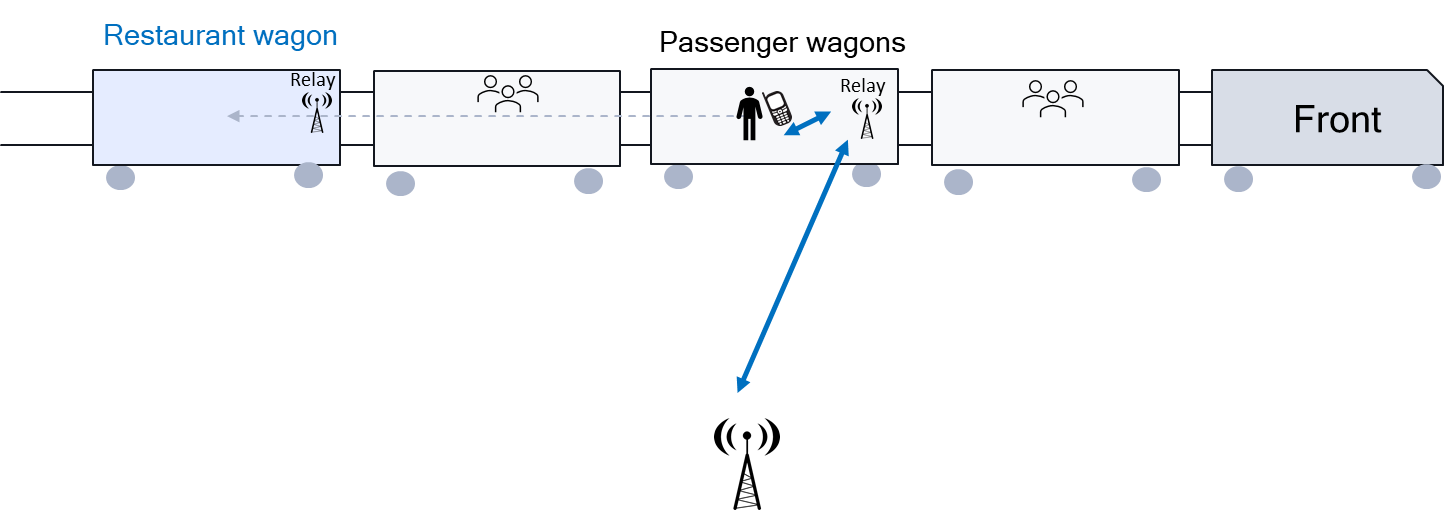 Restaurant wagon
Passenger wagons
Relay
Relay
Front